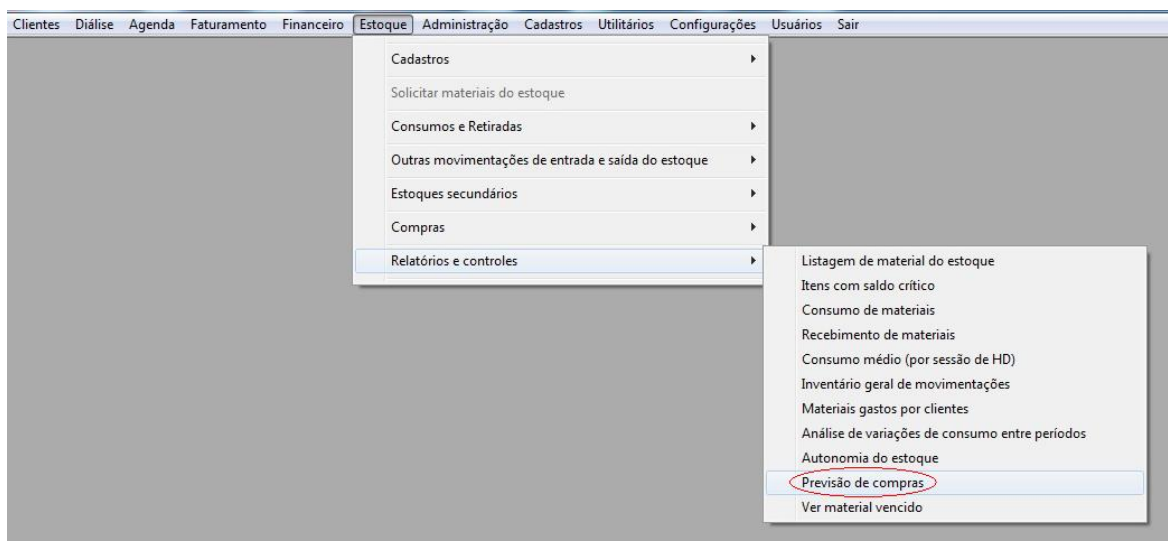 Clientes Diálise Agenda Faturamento Financeiro Estoque Administração Cadastros Utilitários Configurações Usuários Sair
Cadastros
Solicitar materiais do estoque
Consumos e Retiradas
Outras movimentações de entrada e saída do estoque
Estoques secundários
Compras
Relatórios e controles
Listagem de material do estoque
Itens com saldo crítico
Consumo de materiais
Recebimento de materiais
Consumo médio (por sessão de HD)
Inventário geral de movimentações
Materiais gastos por clientes
Análise de variações de consumo entre períodos
Autonomia do estoque
Previsão de compras
Ver material vencido